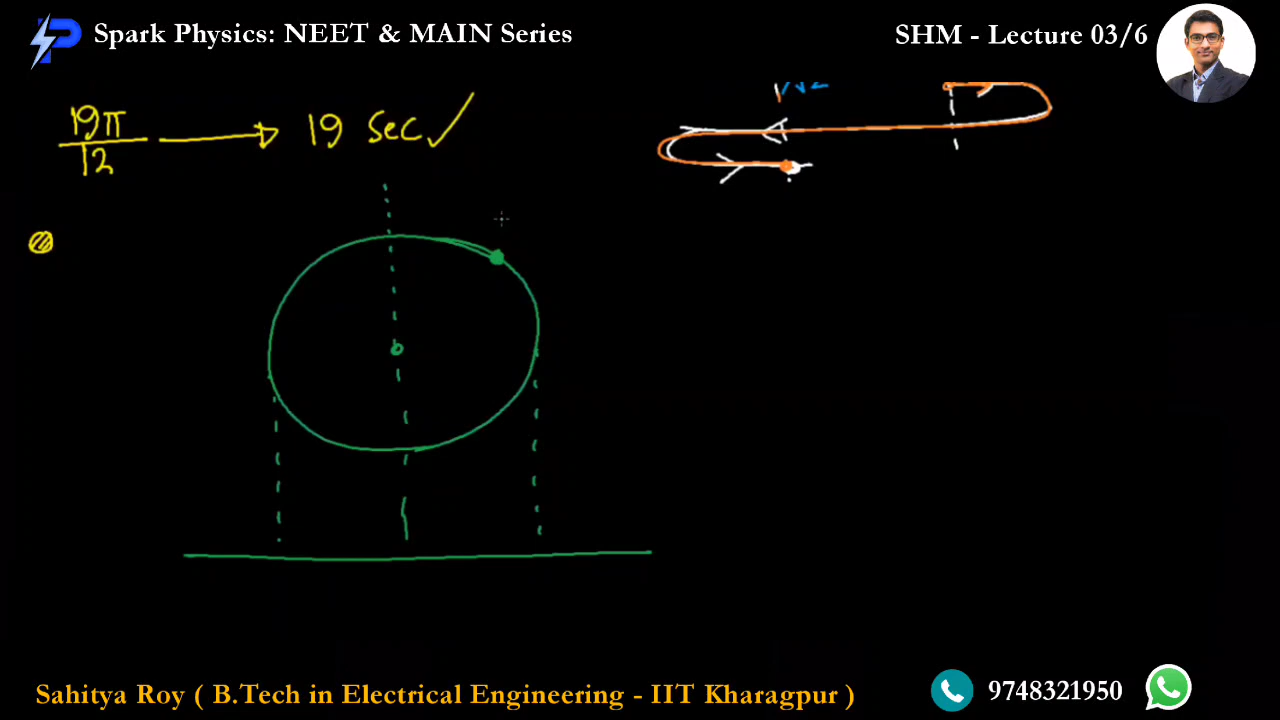 Spark Physics: NEET & MAIN Series
SHM - Lecture 03/6
19π
12
19 Sec ✓
Sahitya Roy ( B.Tech in Electrical Engineering - IIT Kharagpur )
9748321950